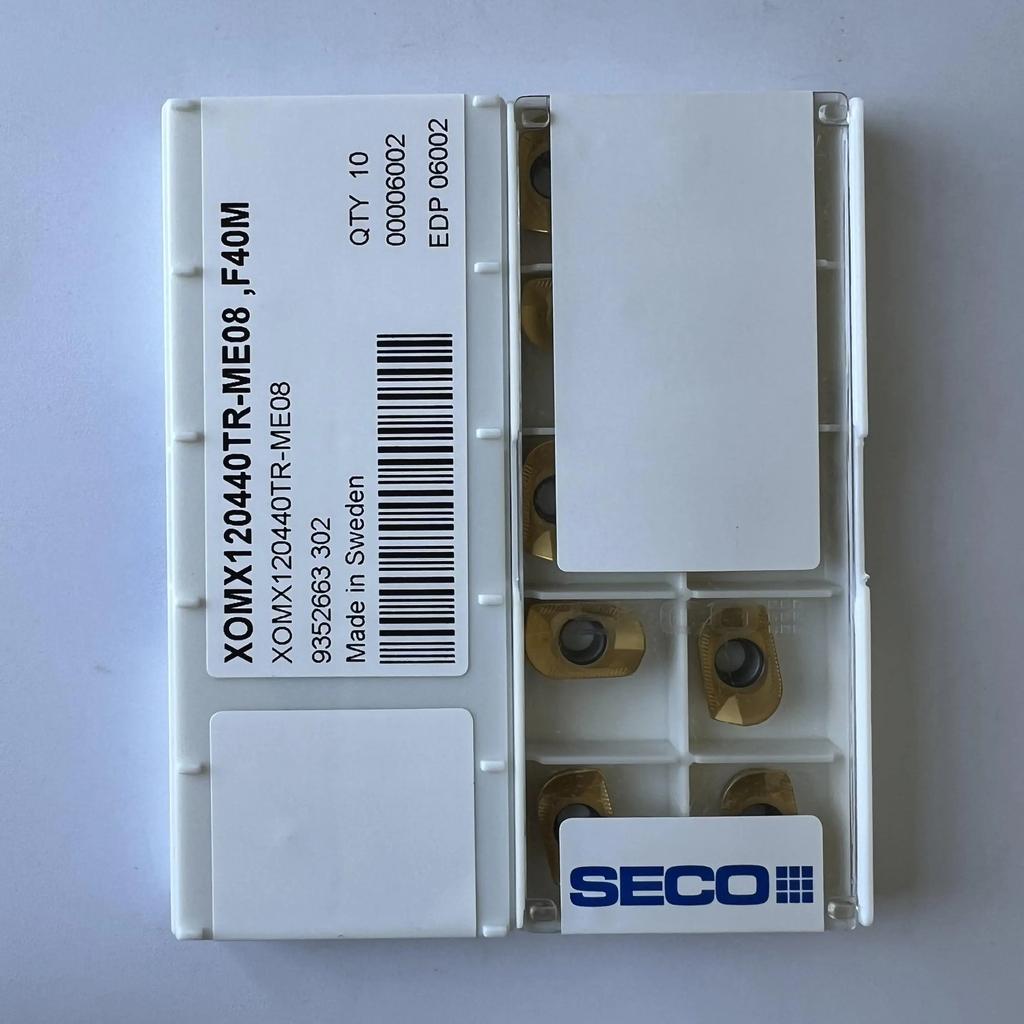 XOMX120440TR-ME08 ,F40M
XOMX120440TR-ME08
9352663 302
Made in Sweden
QTY 10
00006002
EDP 06002
SECO